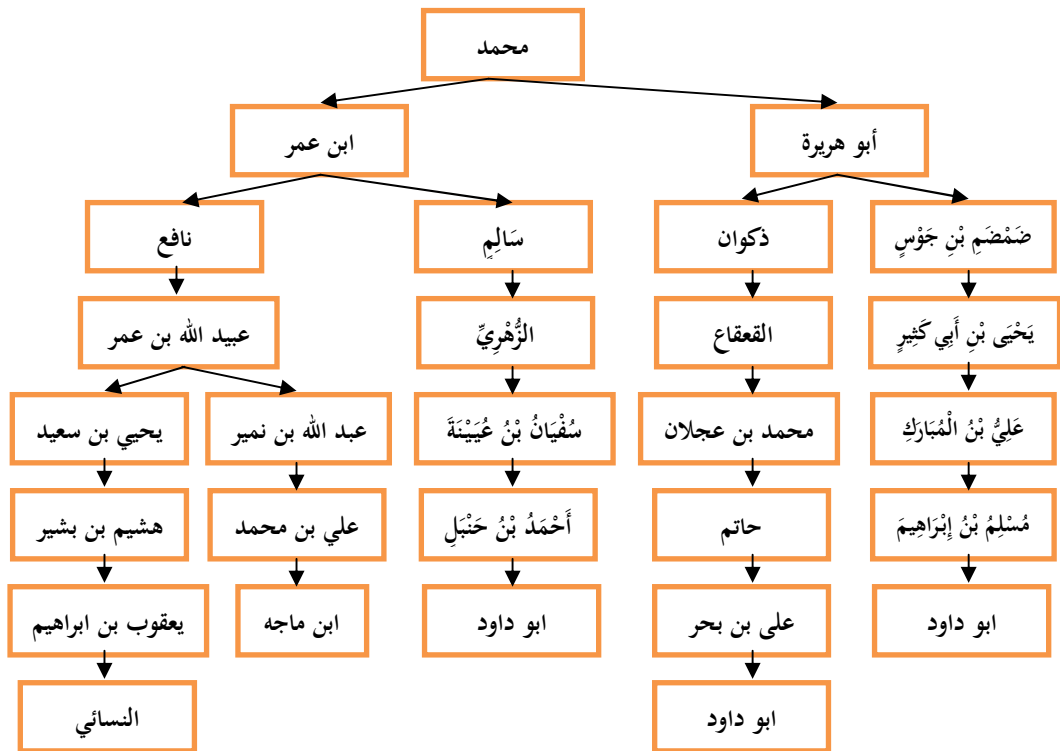 محمد
أبو هريرة
ابن عمر
ضَمْضَمِ بْنِ جَوْسٍ
ذكوان
سَالِمٍ
نافع
يَحْيَى بْنِ أَبِي كَثِيرٍ
القعقاع
الزُّهْرِيِّ
عبيد الله بن عمر
عَلِيُّ بْنُ الْمُبَارَكِ
محمد بن عجلان
سُفْيَانُ بْنُ عُيَيْنَةَ
عبد الله بن نمير
يحيي بن سعيد
مُسْلِمُ بْنُ إِبْرَاهِيمَ
حاتم
أَحْمَدُ بْنُ حَنْبَلِ
علي بن محمد
هشيم بن بشير
ابو داود
على بن بحر
ابو داود
ابن ماجه
يعقوب بن ابراهيم
ابو داود
النسائي